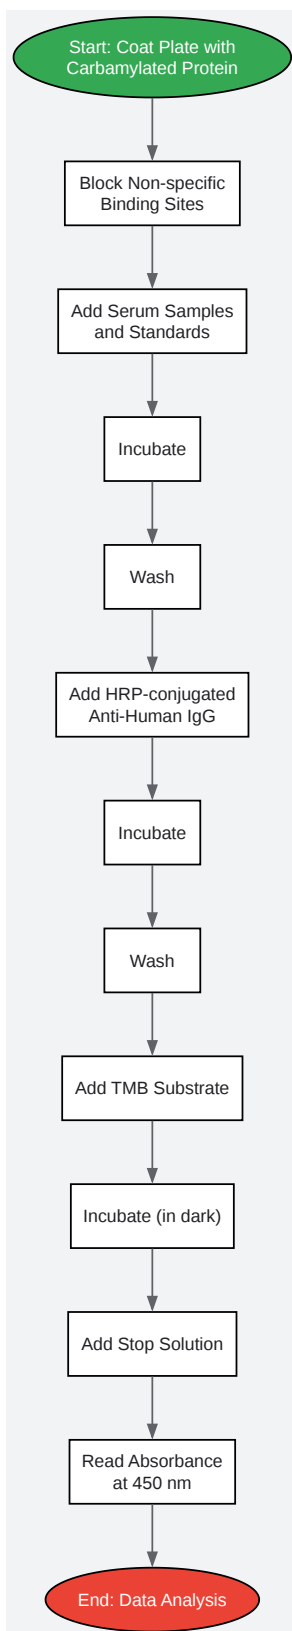 Start: Coat Plate with
Carbamylated Protein
Block Non-specific
Binding Sites
Add Serum Samples
and Standards
Incubate
Wash
Add HRP-conjugated
Anti-Human IgG
Incubate
Wash
Add TMB Substrate
Incubate (in dark)
Add Stop Solution
Read Absorbance
at 450 nm
End: Data Analysis